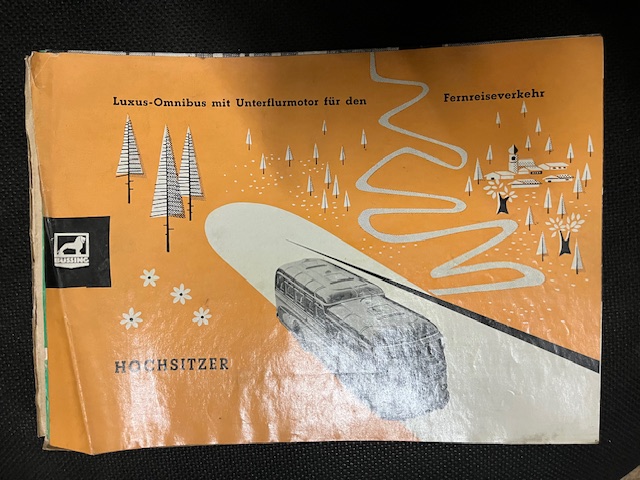 Luxus-Omnibus mit Unterflurmotor für den Fernreiseverkehr
BÜSSING
HOCHSITZER